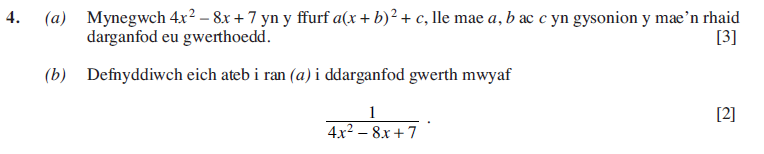 4. (a) Mynegwch 4x² – 8x + 7 yn y ffurf a(x + b)² + c, lle mae a, b ac c yn gysonion y mae’n rhaid
darganfod eu gwerthoedd. [3]
(b) Defnyddiwch eich ateb i ran (a) i ddarganfod gwerth mwyaf
1
4x² – 8x + 7 . [2]